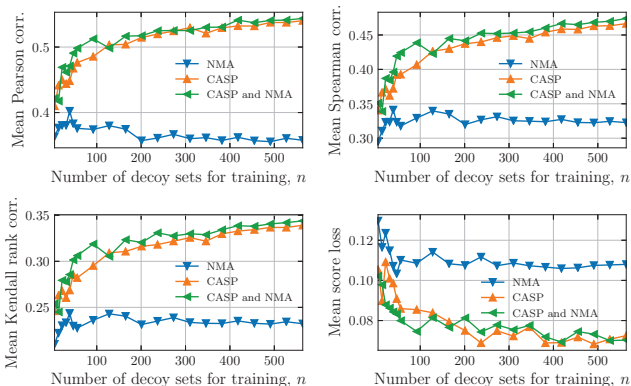 Mean Pearson corr.
0.5
0.4
NMA
CASP
CASP and NMA
100 200 300 400 500
Number of decoy sets for training, n
Mean Spearman corr.
0.45
0.40
0.35
0.30
NMA
CASP
CASP and NMA
100 200 300 400 500
Number of decoy sets for training, n
Mean Kendall rank corr.
0.35
0.30
0.25
NMA
CASP
CASP and NMA
100 200 300 400 500
Number of decoy sets for training, n
Mean score loss
0.12
0.10
0.08
NMA
CASP
CASP and NMA
100 200 300 400 500
Number of decoy sets for training, n